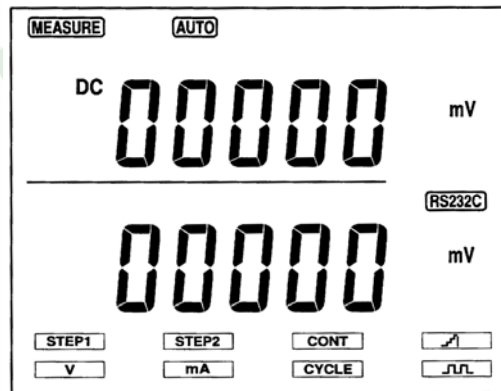 MEASURE AUTO
DC 00000 mV
RS232C
00000 mV
STEP1 STEP2 CONT
V mA CYCLE